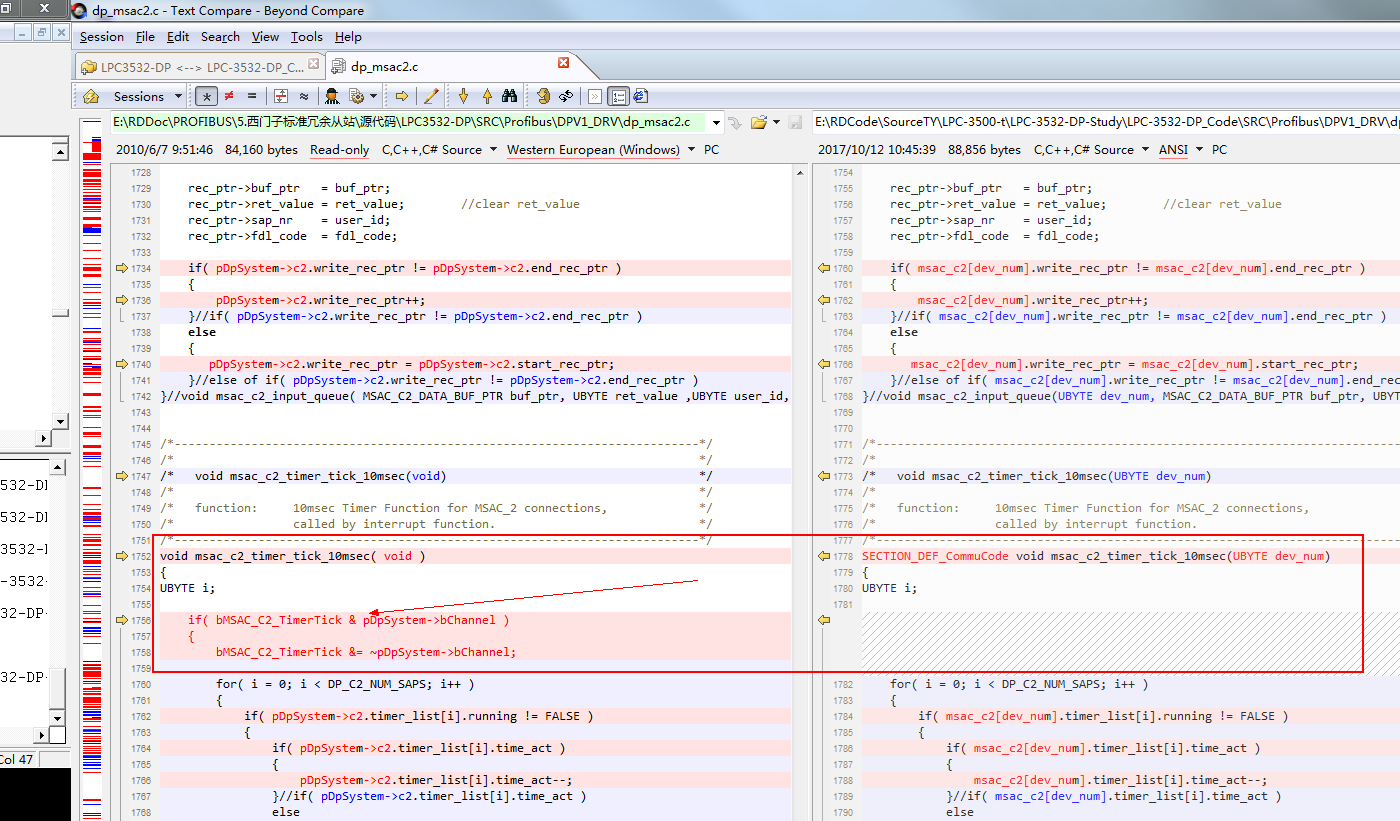 dp_msac2.c - Text Compare - Beyond Compare
Session File Edit Search View Tools Help
LPC3532-DP <--> LPC-3532-DP_C...
dp_msac2.c
Sessions
E:\RDDoc\PROFIBUS\5.西门子标准冗余从站\源代码\LPC3532-DP\SRC\Profibus\DPV1_DRV\dp_msac2.c
2010/6/7 9:51:46 84,160 bytes Read-only C,C++,C# Source Western European (Windows) PC
1728
1729 rec_ptr->buf_ptr = buf_ptr;
1730 rec_ptr->ret_value = ret_value; //clear ret_value
1731 rec_ptr->sap_nr = user_id;
1732 rec_ptr->fdl_code = fdl_code;
1733
1734 if( pDpSystem->c2.write_rec_ptr != pDpSystem->c2.end_rec_ptr )
1735 {
1736 pDpSystem->c2.write_rec_ptr++;
1737 }//if( pDpSystem->c2.write_rec_ptr != pDpSystem->c2.end_rec_ptr )
1738 else
1739 {
1740 pDpSystem->c2.write_rec_ptr = pDpSystem->c2.start_rec_ptr;
1741 }//else of if( pDpSystem->c2.write_rec_ptr != pDpSystem->c2.end_rec_ptr )
1742 }//void msac_c2_input_queue( MSAC_C2_DATA_BUF_PTR buf_ptr, UBYTE ret_value ,UBYTE user_id,
1743
1744
1745 /*---------------------------------------------------------------------------*/
1746 /* */
1747 /* void msac_c2_timer_tick_10msec(void) */
1748 /* */
1749 /* function: 10msec Timer Function for MSAC_2 connections, */
1750 /* called by interrupt function. */
1751 /*---------------------------------------------------------------------------*/
1752 void msac_c2_timer_tick_10msec( void )
1753 {
1754 UBYTE i;
1755
1756 if( bMSAC_C2_TimerTick & pDpSystem->bChannel )
1757 {
1758 bMSAC_C2_TimerTick &= ~pDpSystem->bChannel;
1759
1760 for( i = 0; i < DP_C2_NUM_SAPS; i++ )
1761 {
1762 if( pDpSystem->c2.timer_list[i].running != FALSE )
1763 {
1764 if( pDpSystem->c2.timer_list[i].time_act )
1765 {
1766 pDpSystem->c2.timer_list[i].time_act--;
1767 }//if( pDpSystem->c2.timer_list[i].time_act )
1768 else
E:\RDCode\SourceTY\LPC-3500-t\LPC-3532-DP-Study\LPC-3532-DP_Code\SRC\Profibus\DPV1_DRV\dp
2017/10/12 10:45:39 88,856 bytes C,C++,C# Source ANSI PC
1754
1755 rec_ptr->buf_ptr = buf_ptr;
1756 rec_ptr->ret_value = ret_value; //clear ret_value
1757 rec_ptr->sap_nr = user_id;
1758 rec_ptr->fdl_code = fdl_code;
1759
1760 if( msac_c2[dev_num].write_rec_ptr != msac_c2[dev_num].end_rec_ptr )
1761 {
1762 msac_c2[dev_num].write_rec_ptr++;
1763 }//if( msac_c2[dev_num].write_rec_ptr != msac_c2[dev_num].end_rec_ptr )
1764 else
1765 {
1766 msac_c2[dev_num].write_rec_ptr = msac_c2[dev_num].start_rec_ptr;
1767 }//else of if( msac_c2[dev_num].write_rec_ptr != msac_c2[dev_num].end_rec
1768 }//void msac_c2_input_queue(UBYTE dev_num, MSAC_C2_DATA_BUF_PTR buf_ptr, UBYT
1769
1770
1771 /*---------------------------------------------------------------------------
1772 /*
1773 /* void msac_c2_timer_tick_10msec(UBYTE dev_num)
1774 /*
1775 /* function: 10msec Timer Function for MSAC_2 connections,
1776 /* called by interrupt function.
1777 /*---------------------------------------------------------------------------
1778 SECTION_DEF_CommuCode void msac_c2_timer_tick_10msec(UBYTE dev_num)
1779 {
1780 UBYTE i;
1781
1782 for( i = 0; i < DP_C2_NUM_SAPS; i++ )
1783 {
1784 if( msac_c2[dev_num].timer_list[i].running != FALSE )
1785 {
1786 if( msac_c2[dev_num].timer_list[i].time_act )
1787 {
1788 msac_c2[dev_num].timer_list[i].time_act--;
1789 }//if( msac_c2[dev_num].timer_list[i].time_act )
1790 else
3532-DP
532-DP
3532-
-3532-
32-DP-
32-DP-
Col 47